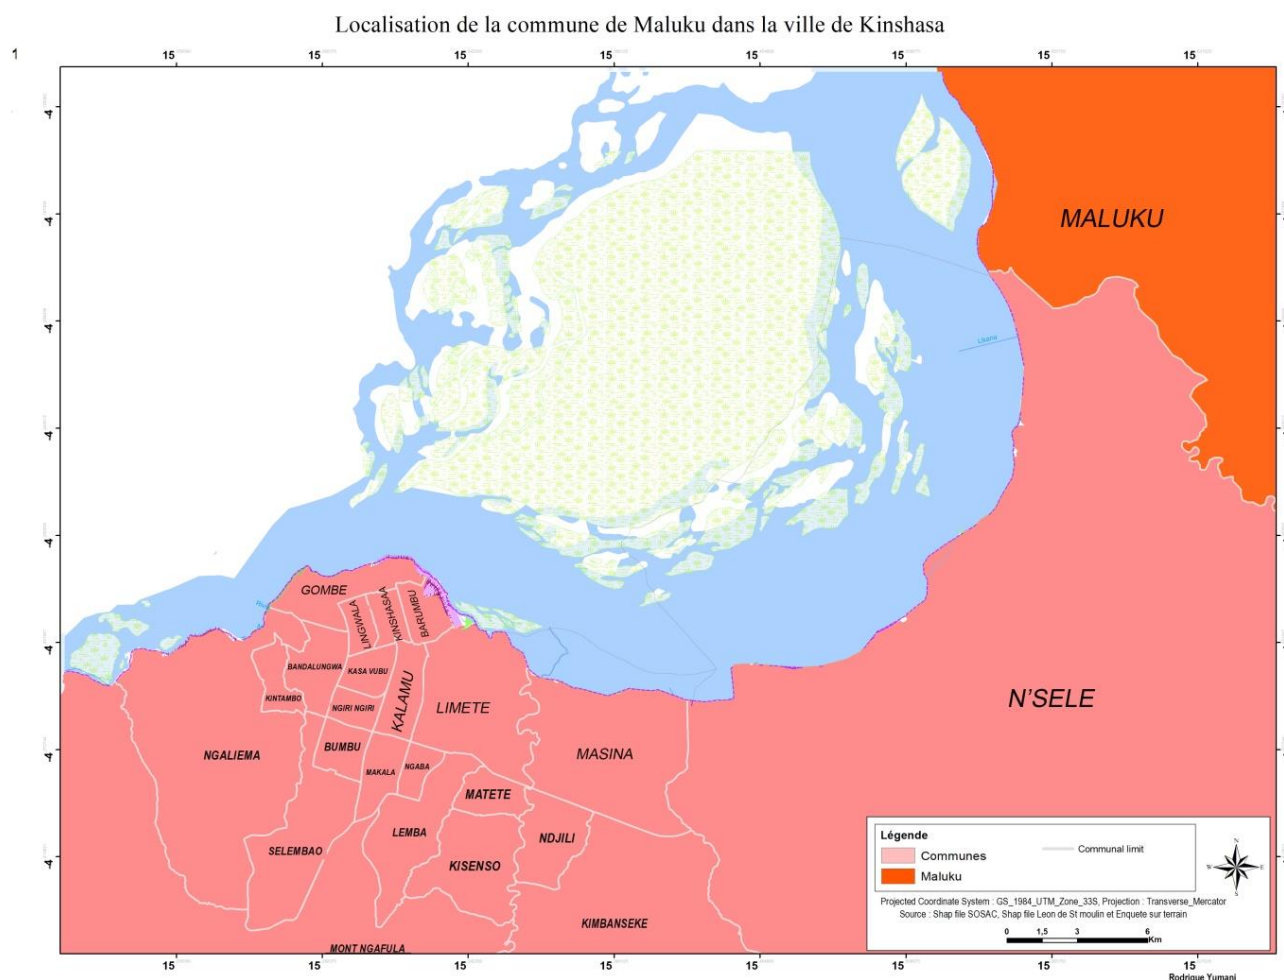 Localisation de la commune de Maluku dans la ville de Kinshasa
1
15 15 15 15 15 15 15 15
-4
-4
-4
-4
-4
-4
-4
-4
MALUKU
Likana
GOMBE
LINGWALA
KINSHASAA
BARUMBU
BANDALUNGWA
KASA VUBU
KINTAMBO
NGIRI NGIRI
KALAMU
LIMETE
N'SELE
BUMBU
NGALIEMA
MASINA
MAKALA
NGABA
MATETE
LEMBA
NDJILI
SELEMBAO
KISENSO
KIMBANSEKE
MONT NGAFULA
Légende
Communes
Communal limit
Maluku
N
W E
S
Projected Coordinate System : GS_1984_UTM_Zone_33S, Projection : Transverse_Mercator
Source : Shap file SOSAC, Shap file Leon de St moulin et Enquete sur terrain
0 1,5 3 6
Km
15 15 15 15 15 15 15 15
Rodrigue Yumani